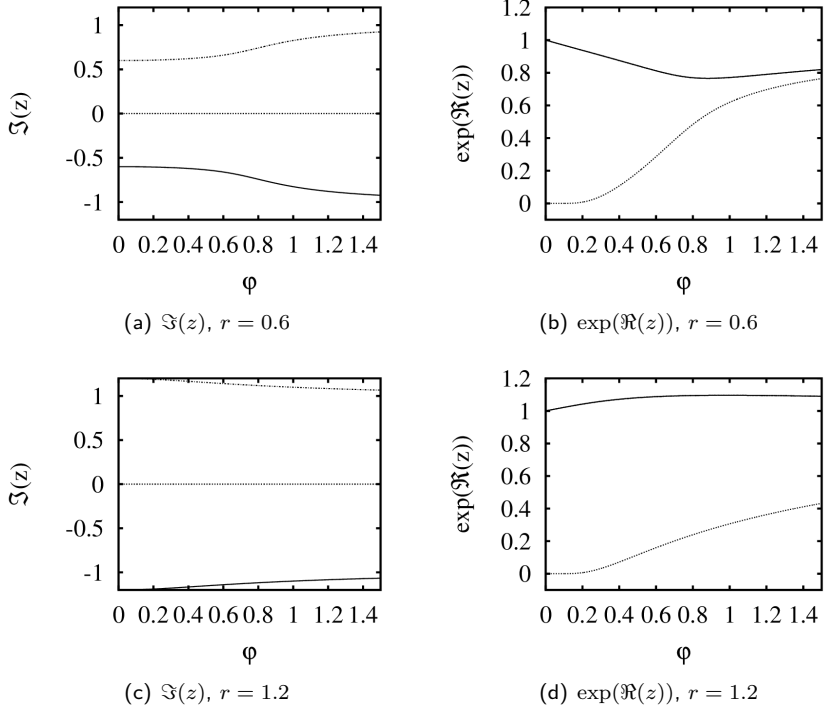 ℑ(z)
1
0.5
0
-0.5
-1
0 0.2 0.4 0.6 0.8 1 1.2 1.4
φ
(a) ℑ(z), r = 0.6
exp(ℜ(z))
1.2
1
0.8
0.6
0.4
0.2
0
0 0.2 0.4 0.6 0.8 1 1.2 1.4
φ
(b) exp(ℜ(z)), r = 0.6
ℑ(z)
1
0.5
0
-0.5
-1
0 0.2 0.4 0.6 0.8 1 1.2 1.4
φ
(c) ℑ(z), r = 1.2
exp(ℜ(z))
1.2
1
0.8
0.6
0.4
0.2
0
0 0.2 0.4 0.6 0.8 1 1.2 1.4
φ
(d) exp(ℜ(z)), r = 1.2